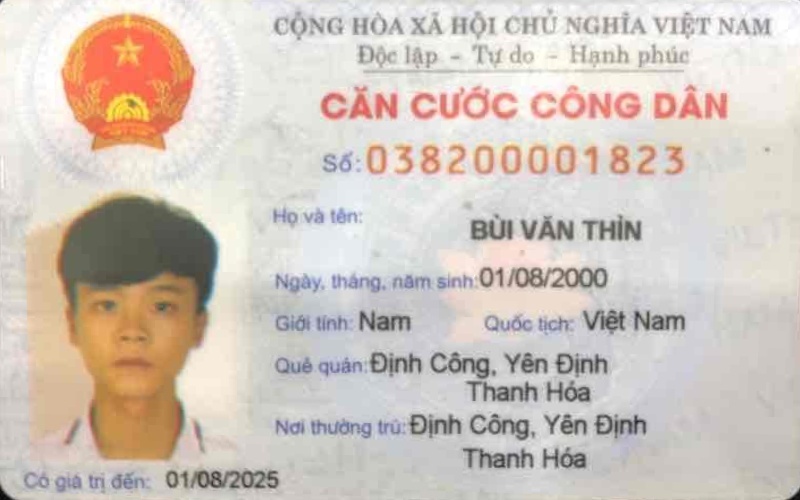 CỘNG HÒA XÃ HỘI CHỦ NGHĨA VIỆT NAM
Độc lập - Tự do - Hạnh phúc
CĂN CƯỚC CÔNG DÂN
Số: 038200001823
Họ và tên: BÙI VĂN THÌN
Ngày, tháng, năm sinh: 01/08/2000
Giới tính: Nam Quốc tịch: Việt Nam
Quê quán: Định Công, Yên Định
Thanh Hóa
Nơi thường trú: Định Công, Yên Định
Thanh Hóa
Có giá trị đến: 01/08/2025